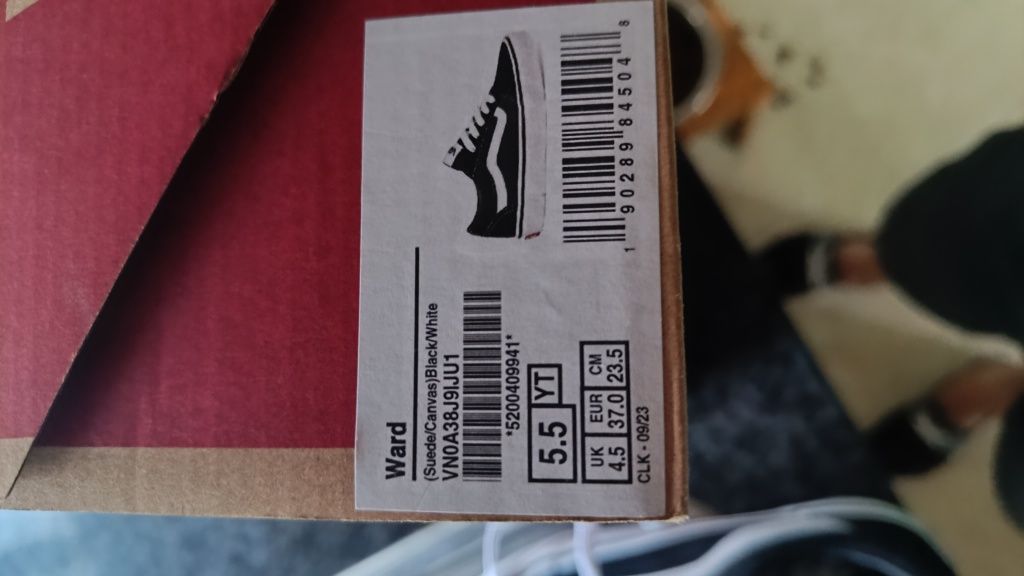 Ward
(Suede/Canvas)Black/White
VN0A38J9IJU1
*5200409941*
5.5 YT
UK EUR CM
4.5 37.0 23.5
CLK - 09/23
1 90289 84504 8